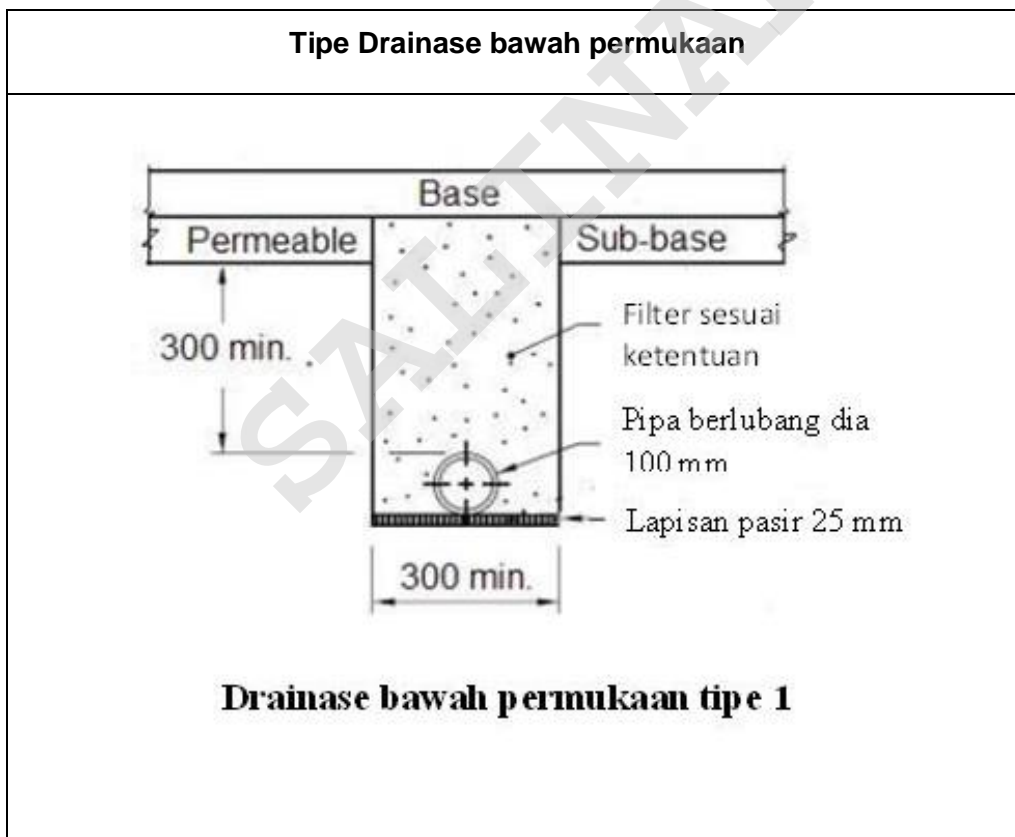 Tipe Drainase bawah permukaan
Base
Permeable
Sub-base
300 min.
Filter sesuai
ketentuan
Pipa berlubang dia
100 mm
Lapisan pasir 25 mm
300 min.
Drainase bawah permukaan tipe 1